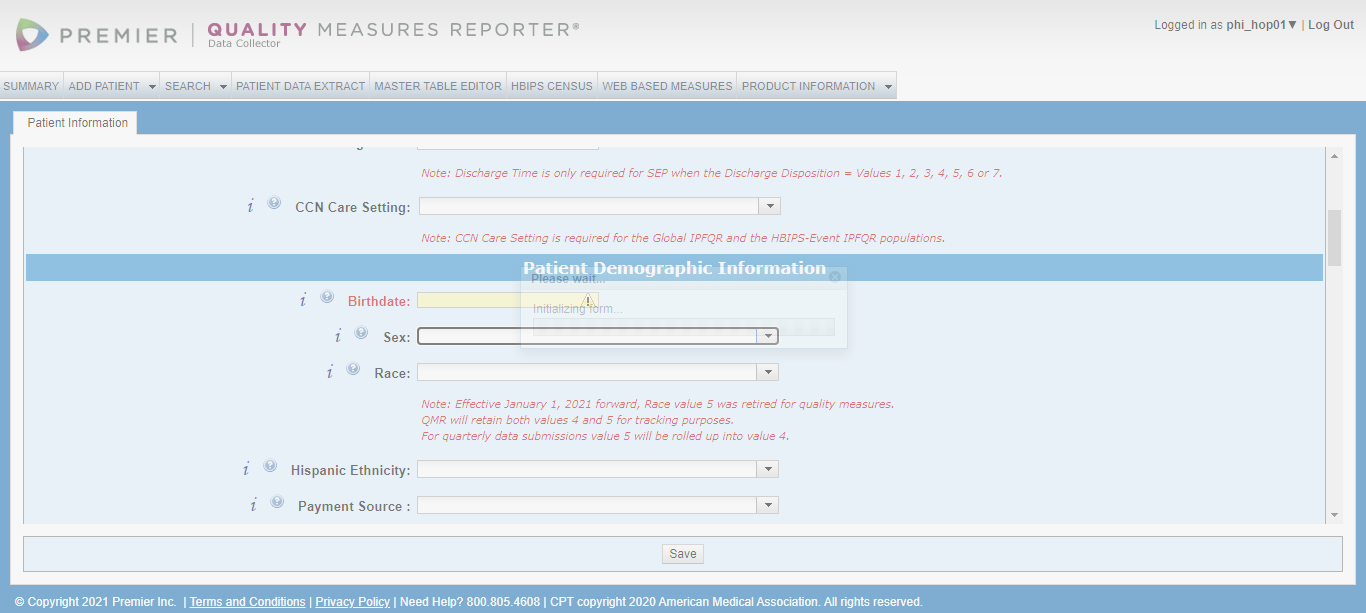 PREMIER | QUALITY MEASURES REPORTER®
Data Collector
Logged in as phi_hop01▼ | Log Out
SUMMARY ADD PATIENT SEARCH PATIENT DATA EXTRACT MASTER TABLE EDITOR HBIPS CENSUS WEB BASED MEASURES PRODUCT INFORMATION
Patient Information
Note: Discharge Time is only required for SEP when the Discharge Disposition = Values 1, 2, 3, 4, 5, 6 or 7.
CCN Care Setting:
Note: CCN Care Setting is required for the Global IPFQR and the HBIPS-Event IPFQR populations.
Patient Demographic Information
Please wait...
Birthdate:
Initializing form...
Sex:
Race:
Note: Effective January 1, 2021 forward, Race value 5 was retired for quality measures.
QMR will retain both values 4 and 5 for tracking purposes.
For quarterly data submissions value 5 will be rolled up into value 4.
Hispanic Ethnicity:
Payment Source :
Save
© Copyright 2021 Premier Inc. | Terms and Conditions | Privacy Policy | Need Help? 800.805.4608 | CPT copyright 2020 American Medical Association. All rights reserved.